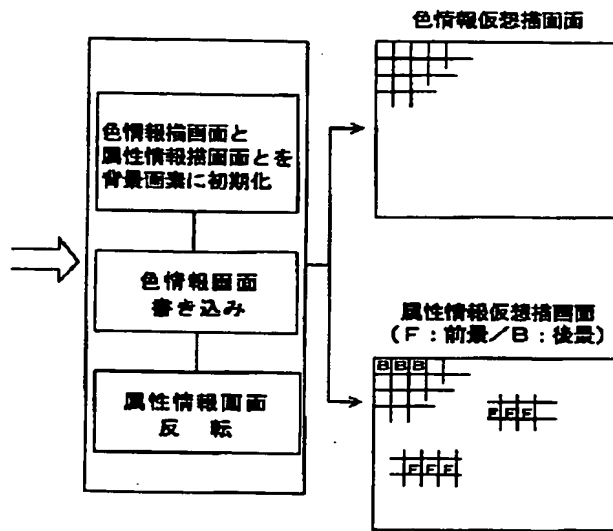 色情報仮想描画面
色情報描画面と
属性情報描画面とを
背景画素に初期化
色情報画面
書き込み
属性情報画面
反 転
属性情報仮想描画面
(F:前景/B:後景)
B B B
F F F
F F F